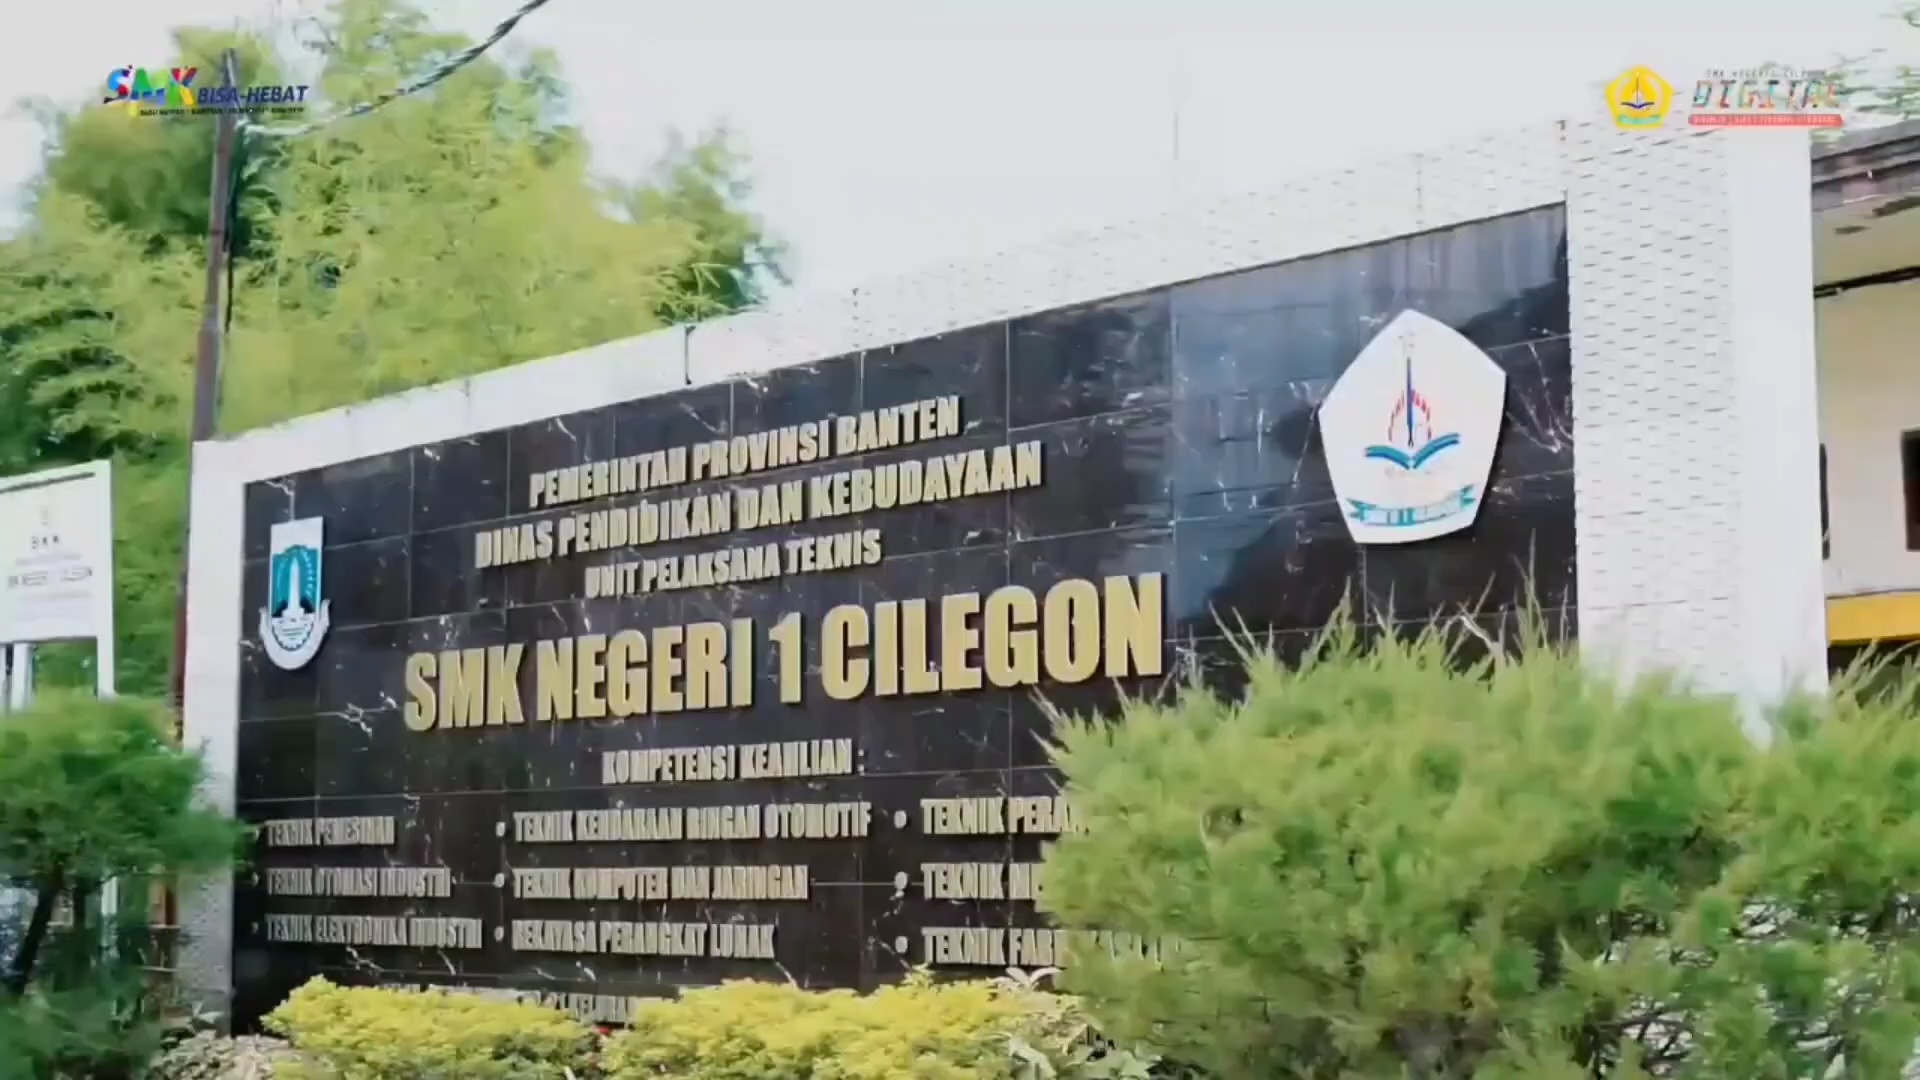 SMK BISA-HEBAT
DIGITAL
PEMERINTAH PROVINSI BANTEN
DINAS PENDIDIKAN DAN KEBUDAYAAN
UNIT PELAKSANA TEKNIS
SMK NEGERI 1 CILEGON
KOMPETENSI KEAHLIAN :
TEKNIK PEMESINAN
• TEKNIK KENDARAAN RINGAN OTOMOTIF
• TEKNIK
TEKNIK OTOMASI INDUSTRI
• TEKNIK KOMPUTER DAN JARINGAN
• TEKNIK
TEKNIK ELEKTRONIKA INDUSTRI
• REKAYASA PERANGKAT LUNAK
• TEKNIK
BKK